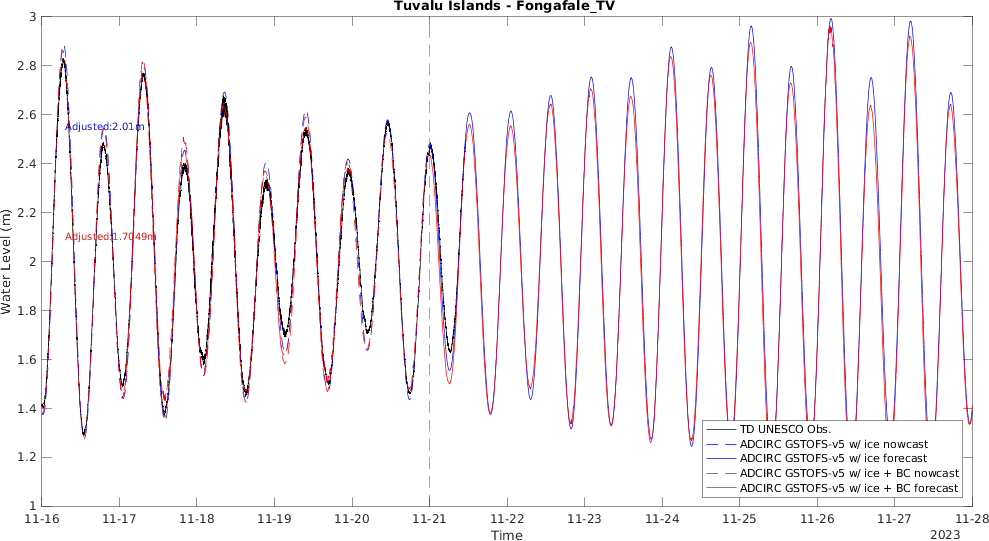 Tuvalu Islands - Fongafale_TV
3
2.8
2.6
2.4
2.2
2
1.8
1.6
1.4
1.2
1
Water Level (m)
Adjusted:2.01m
Adjusted:1.7049m
TD UNESCO Obs.
ADCIRC GSTOFS-v5 w/ ice nowcast
ADCIRC GSTOFS-v5 w/ ice forecast
ADCIRC GSTOFS-v5 w/ ice + BC nowcast
ADCIRC GSTOFS-v5 w/ ice + BC forecast
11-16 11-17 11-18 11-19 11-20 11-21 11-22 11-23 11-24 11-25 11-26 11-27 11-28
Time
2023